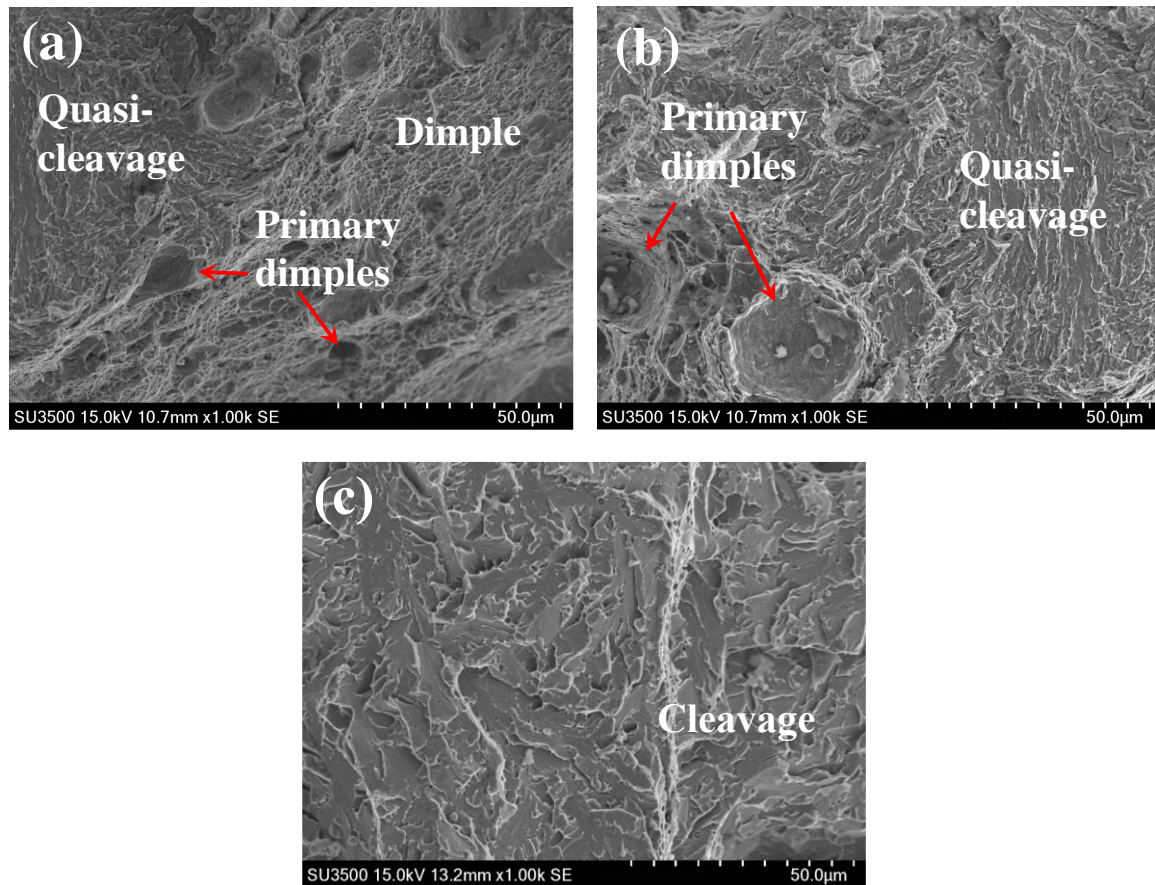 (a)
Quasi-
cleavage
Dimple
Primary
dimples
SU3500 15.0kV 10.7mm x1.00k SE
50.0μm
(b)
Primary
dimples
Quasi-
cleavage
SU3500 15.0kV 10.7mm x1.00k SE
50.0μm
(c)
Cleavage
SU3500 15.0kV 13.2mm x1.00k SE
50.0μm